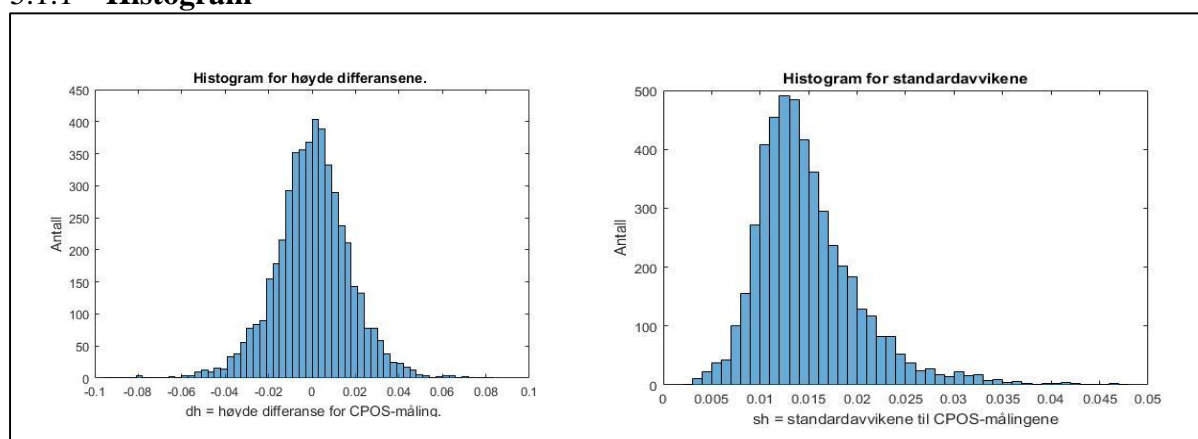 5.1.1 Histogram
Histogram for høyde differansene.
450
400
350
300
250
200
150
100
50
0
Antall
-0.1 -0.08 -0.06 -0.04 -0.02 0 0.02 0.04 0.06 0.08 0.1
dh = høyde differanse for CPOS-måling.
Histogram for standardavvikene
500
400
300
200
100
0
Antall
0 0.005 0.01 0.015 0.02 0.025 0.03 0.035 0.04 0.045 0.05
sh = standardavvikene til CPOS-målingene